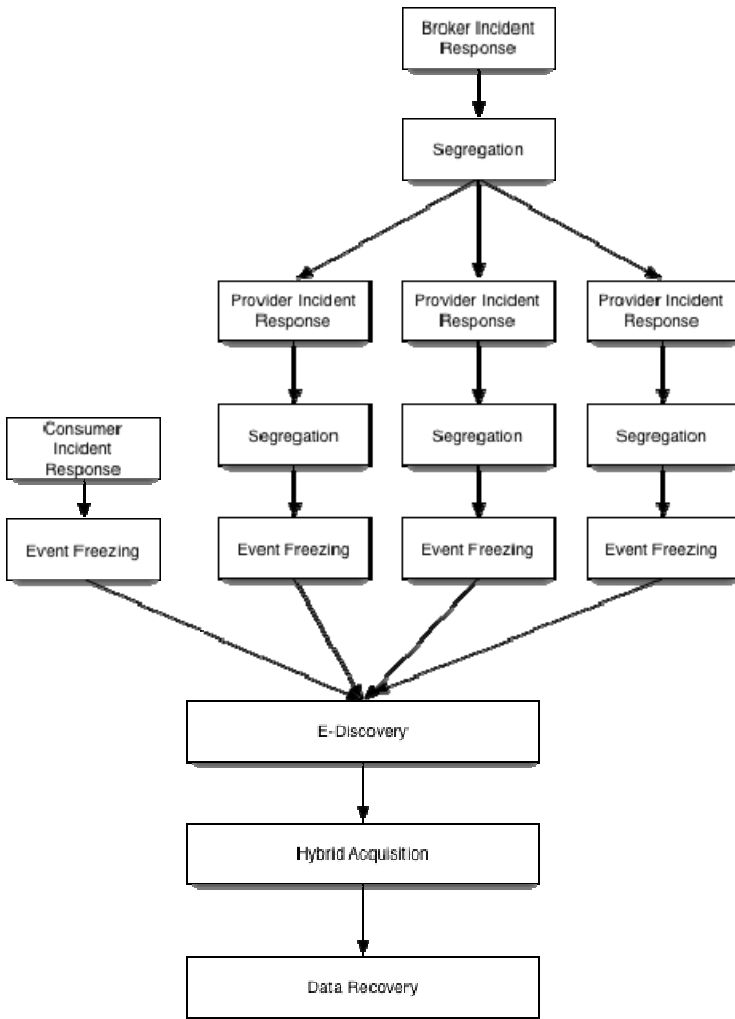 Broker Incident
Response
Segregation
Provider Incident
Response
Provider Incident
Response
Provider Incident
Response
Consumer
Incident
Response
Segregation
Segregation
Segregation
Event Freezing
Event Freezing
Event Freezing
Event Freezing
E-Discovery
Hybrid Acquisition
Data Recovery